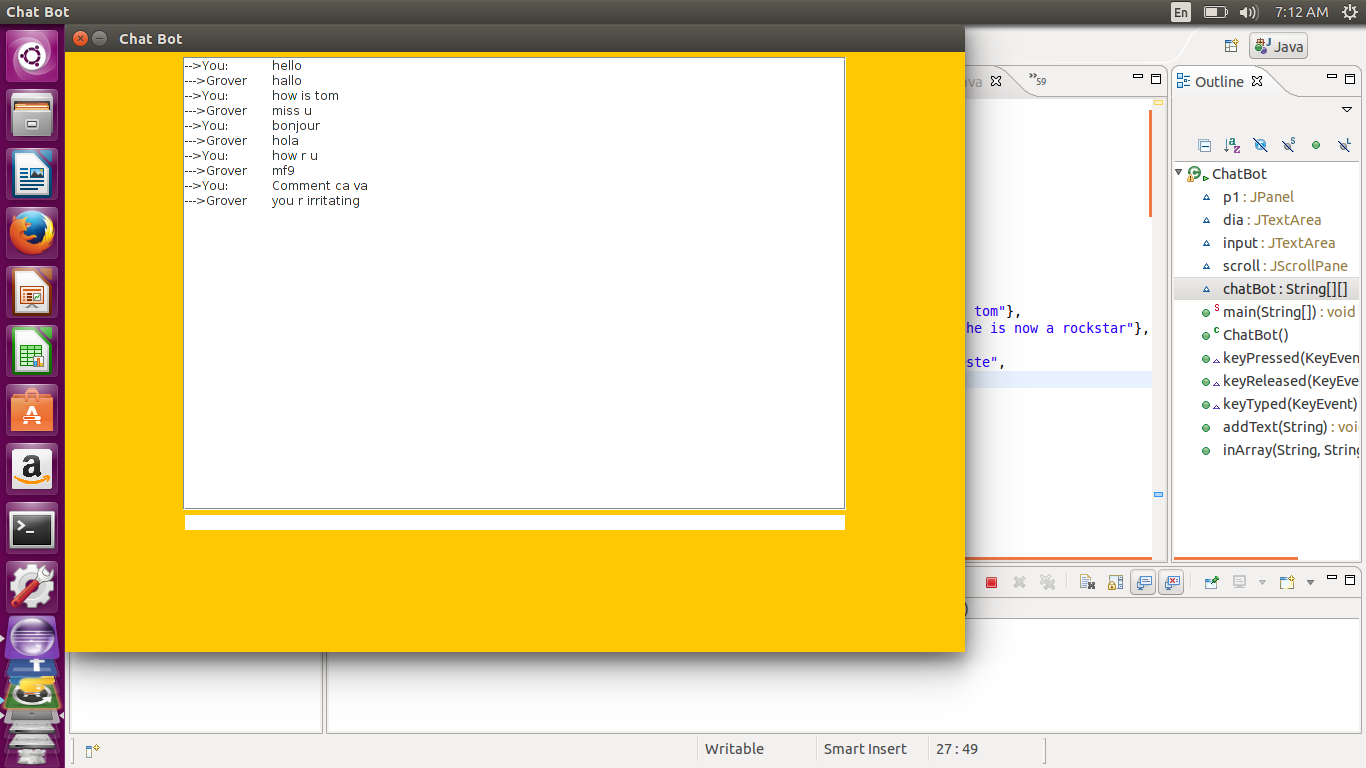 Chat Bot
En
7:12 AM
Chat Bot
-->You: hello
--->Grover hallo
-->You: how is tom
--->Grover miss u
-->You: bonjour
--->Grover hola
-->You: how r u
--->Grover mf9
-->You: Comment ca va
--->Grover you r irritating
Java
va
»59
tom"},
he is now a rockstar"},
ste",
)
Outline
ChatBot
p1 : JPanel
dia : JTextArea
input : JTextArea
scroll : JScrollPane
chatBot : String[][]
main(String[]) : void
ChatBot()
keyPressed(KeyEven
keyReleased(KeyEve
keyTyped(KeyEvent)
addText(String) : voi
inArray(String, String
Writable
Smart Insert
27 : 49